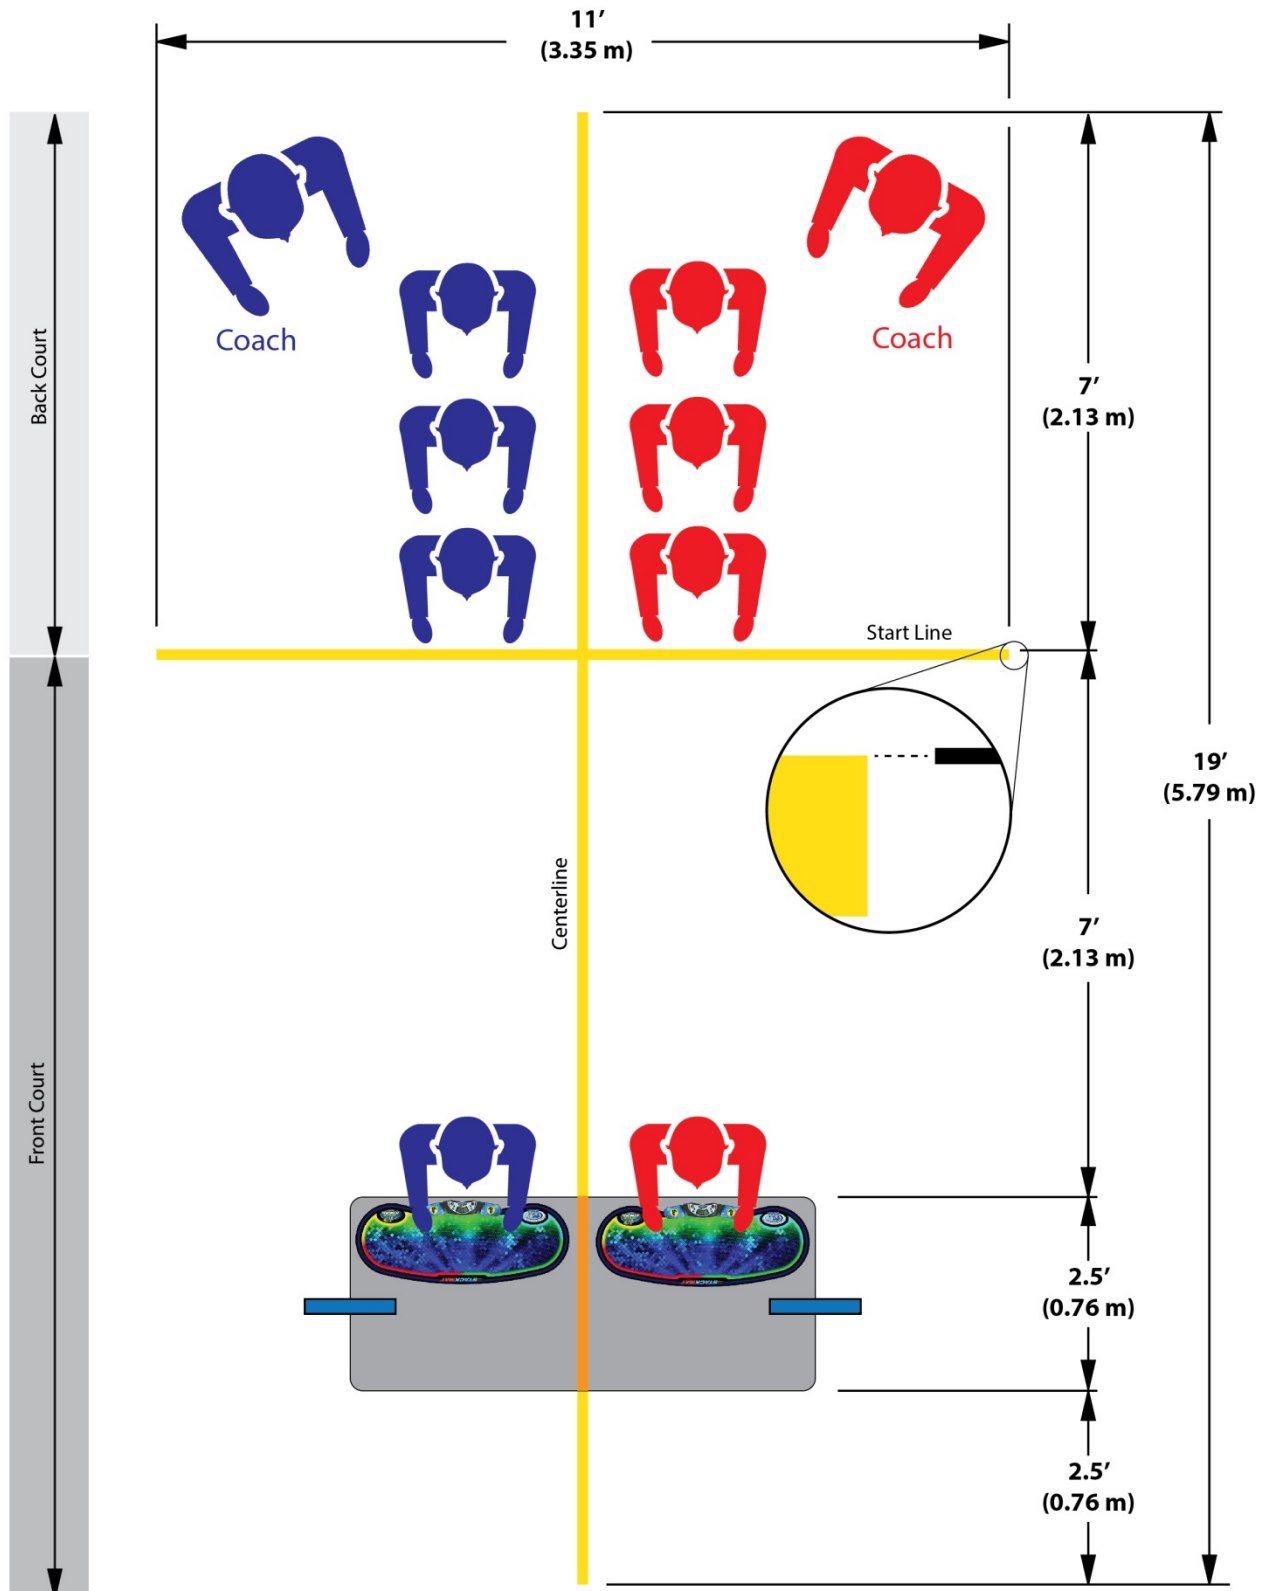 11′
(3.35 m)
Coach
Coach
Back Court
7′
(2.13 m)
Start Line
19′
(5.79 m)
Centerline
7′
(2.13 m)
Front Court
2.5′
(0.76 m)
2.5′
(0.76 m)